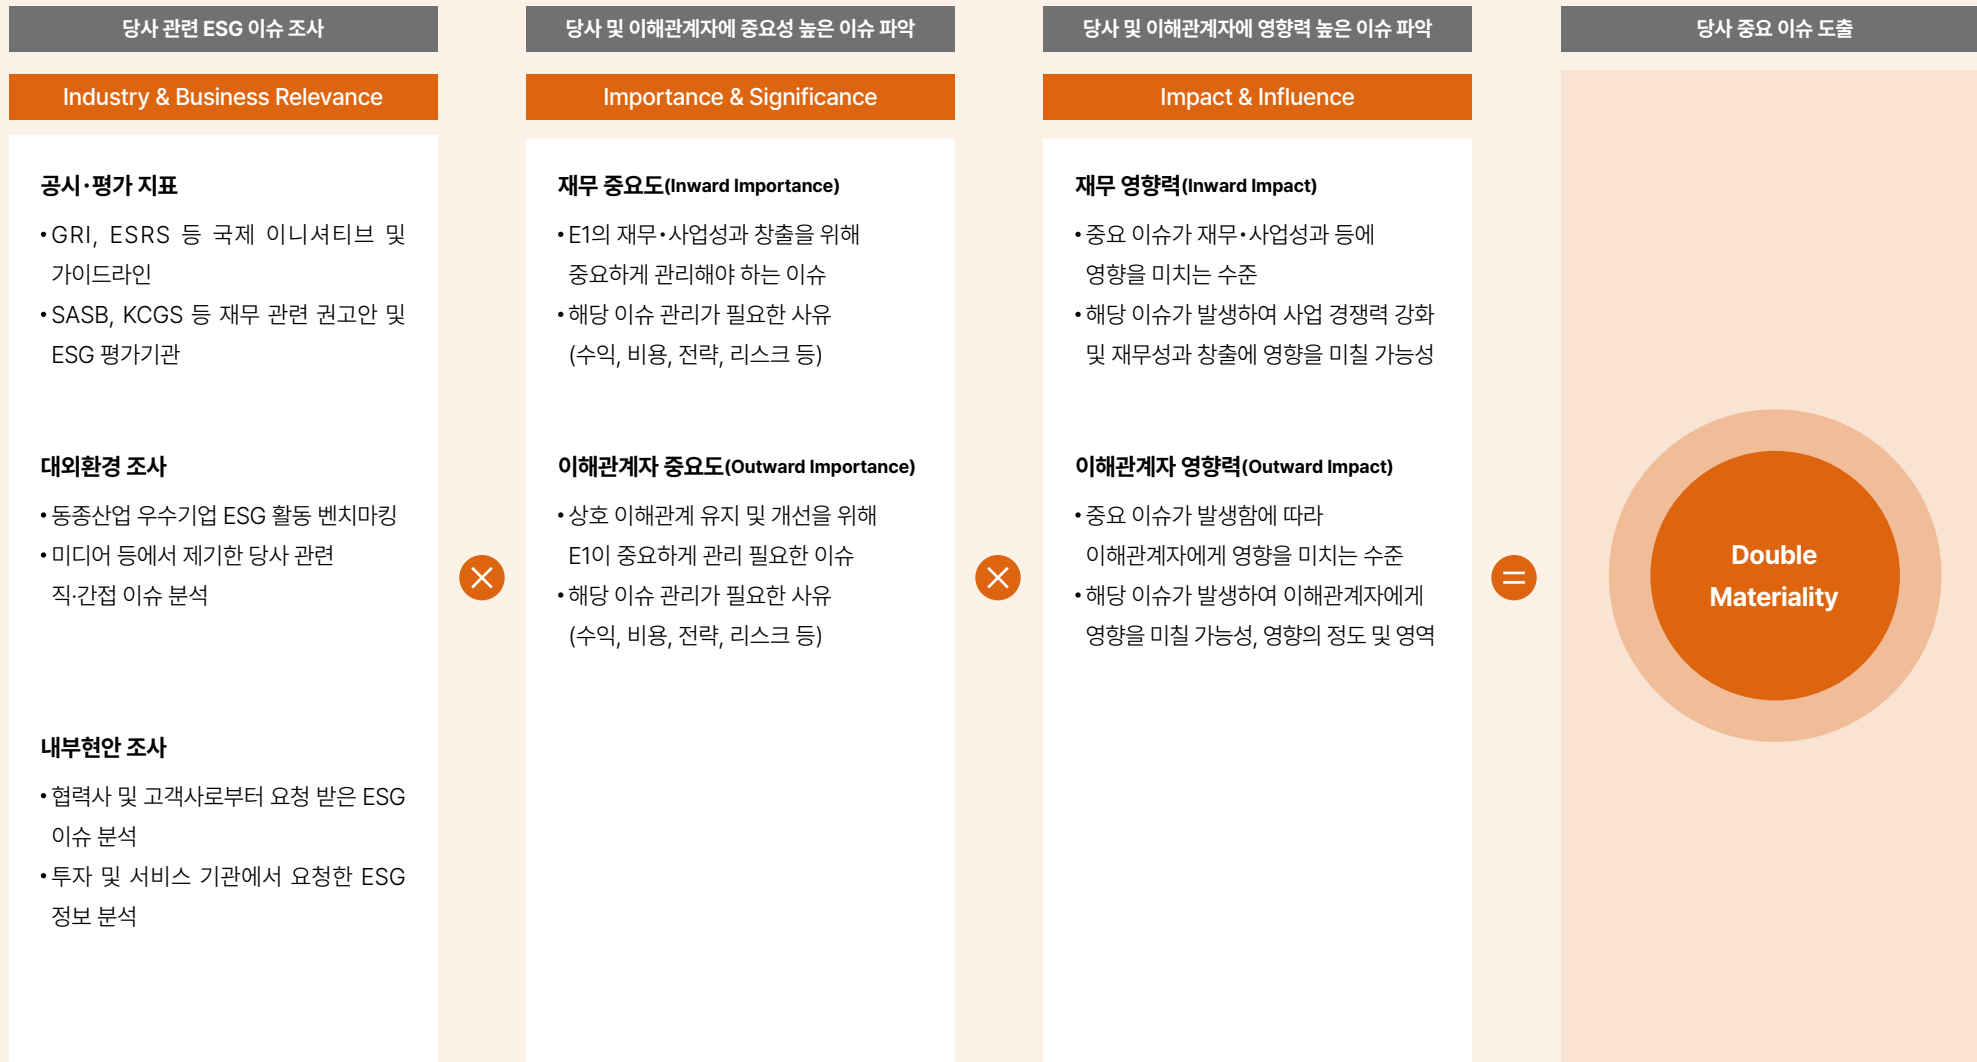 당사 관련 ESG 이슈 조사
Industry & Business Relevance
공시·평가 지표
• GRI, ESRS 등 국제 이니셔티브 및
가이드라인
• SASB, KCGS 등 재무 관련 권고안 및
ESG 평가기관
대외환경 조사
• 동종산업 우수기업 ESG 활동 벤치마킹
• 미디어 등에서 제기한 당사 관련
직·간접 이슈 분석
내부현안 조사
• 협력사 및 고객사로부터 요청 받은 ESG
이슈 분석
• 투자 및 서비스 기관에서 요청한 ESG
정보 분석
×
당사 및 이해관계자에 중요성 높은 이슈 파악
Importance & Significance
재무 중요도(Inward Importance)
• E1의 재무•사업성과 창출을 위해
중요하게 관리해야 하는 이슈
• 해당 이슈 관리가 필요한 사유
(수익, 비용, 전략, 리스크 등)
이해관계자 중요도(Outward Importance)
• 상호 이해관계 유지 및 개선을 위해
E1이 중요하게 관리 필요한 이슈
• 해당 이슈 관리가 필요한 사유
(수익, 비용, 전략, 리스크 등)
×
당사 및 이해관계자에 영향력 높은 이슈 파악
Impact & Influence
재무 영향력(Inward Impact)
• 중요 이슈가 재무•사업성과 등에
영향을 미치는 수준
• 해당 이슈가 발생하여 사업 경쟁력 강화
및 재무성과 창출에 영향을 미칠 가능성
이해관계자 영향력(Outward Impact)
• 중요 이슈가 발생함에 따라
이해관계자에게 영향을 미치는 수준
• 해당 이슈가 발생하여 이해관계자에게
영향을 미칠 가능성, 영향의 정도 및 영역
=
당사 중요 이슈 도출
Double
Materiality